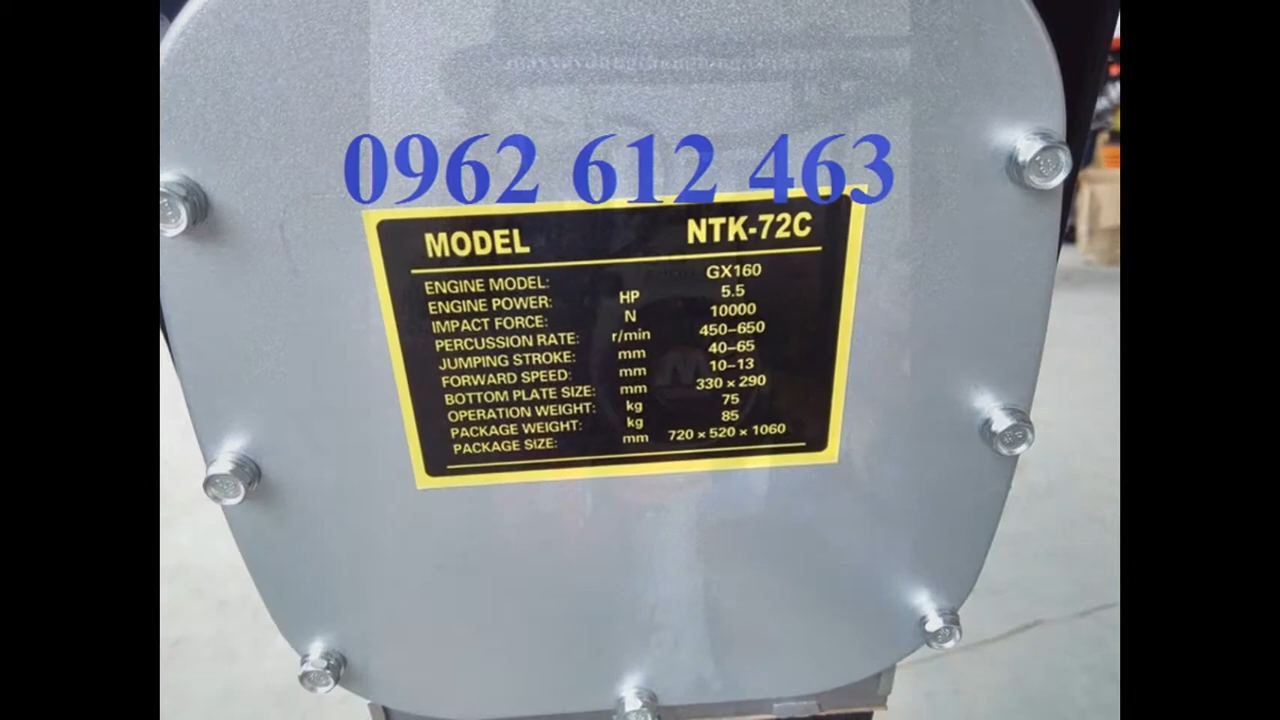 0962 612 463
MODEL NTK-72C
ENGINE MODEL: GX160
ENGINE POWER: HP 5.5
IMPACT FORCE: N 10000
PERCUSSION RATE: r/min 450–650
JUMPING STROKE: mm 40–65
FORWARD SPEED: mm 10–13
BOTTOM PLATE SIZE: mm 330 × 290
OPERATION WEIGHT: kg 75
PACKAGE WEIGHT: kg 85
PACKAGE SIZE: mm 720 × 520 × 1060